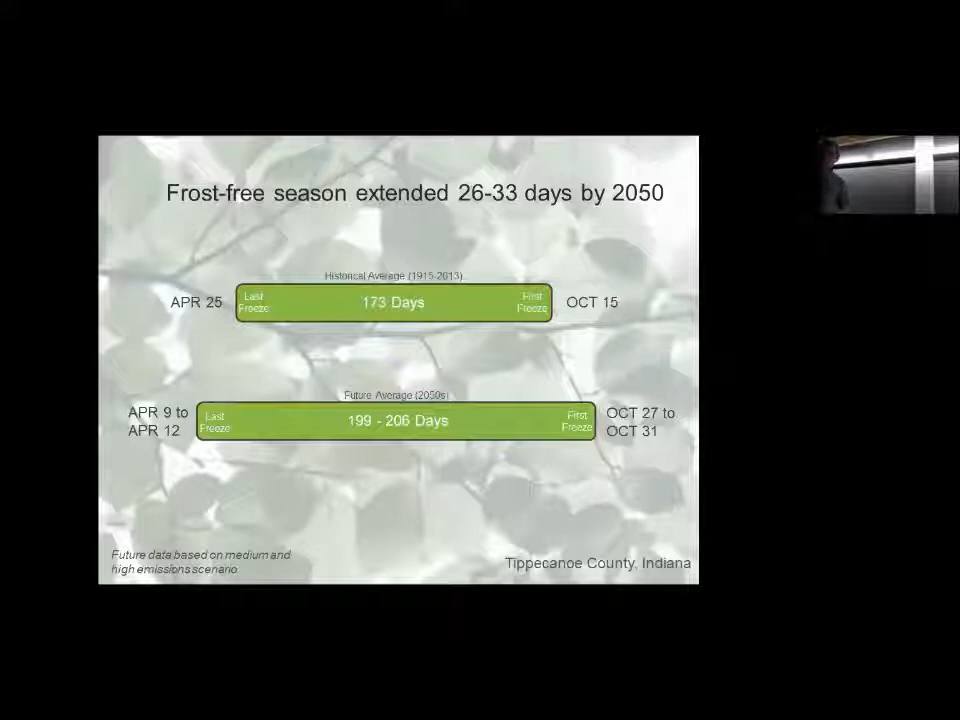 Frost-free season extended 26-33 days by 2050
Historical Average (1915-2013)
APR 25
Last
Freeze
173 Days
First
Freeze
OCT 15
Future Average (2050s)
APR 9 to
APR 12
Last
Freeze
199 - 206 Days
First
Freeze
OCT 27 to
OCT 31
Future data based on medium and
high emissions scenario.
Tippecanoe County, Indiana